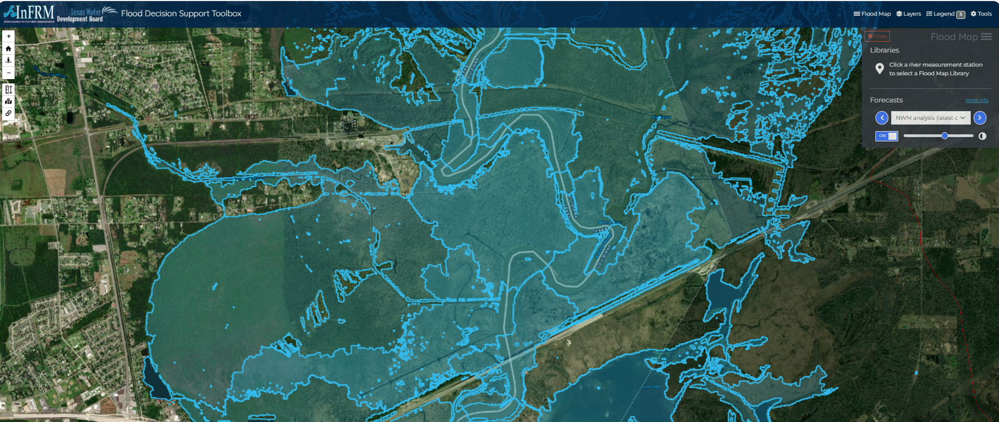 InFRM
INTERAGENCY FLOOD RISK MANAGEMENT
Texas Water
Development Board
Flood Decision Support Toolbox
Flood Map
Layers
Legend 3
Tools
+
−
Close
Flood Map
Libraries
Click a river measurement station
to select a Flood Map Library
Forecasts
More info
NWM analysis (latest c
ON
TEXAS
LOUISIANA
Echo
LOUISIANA
TEXAS
TEXAS
LOUISIANA